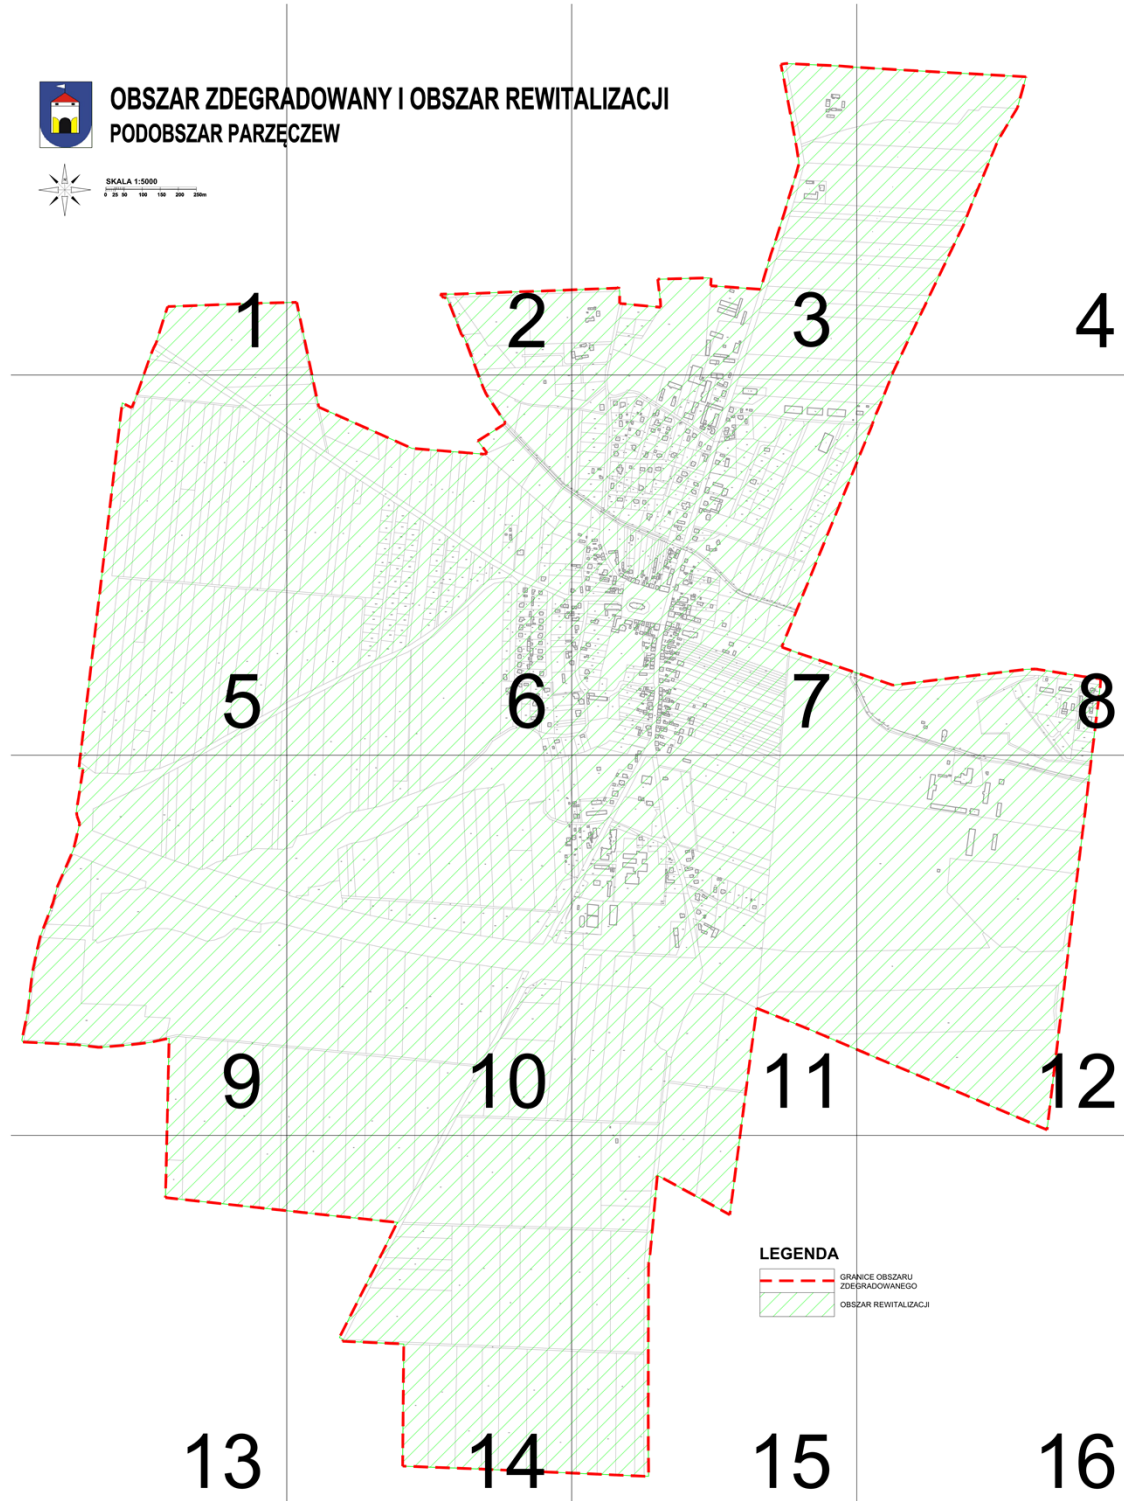 OBSZAR ZDEGRADOWANY I OBSZAR REWITALIZACJI
PODOBSZAR PARZĘCZEW
SKALA 1:5000
0 25 50 100 150 200 250m
1 2 3 4
5 6 7 8
9 10 11 12
LEGENDA
GRANICE OBSZARU
ZDEGRADOWANEGO
OBSZAR REWITALIZACJI
13 14 15 16